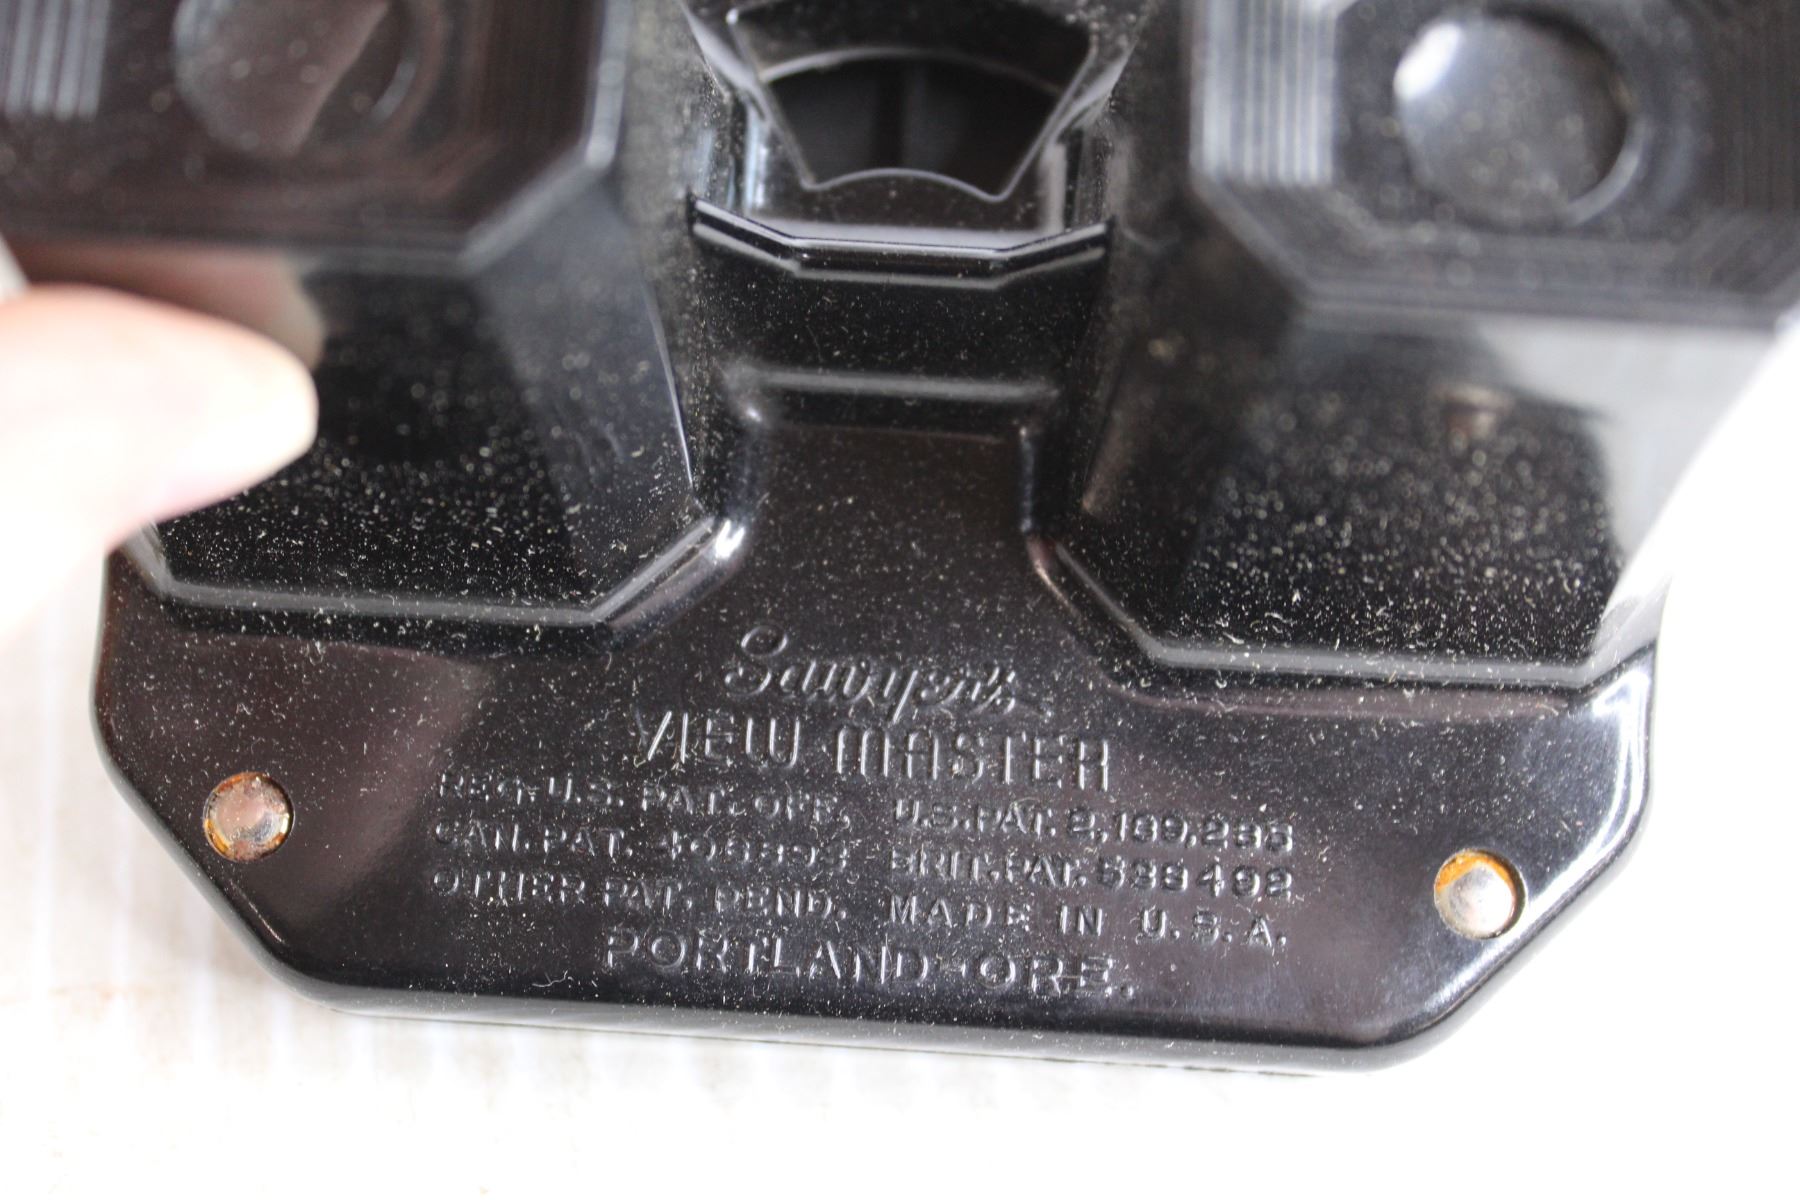 Sawyer's
VIEW-MASTER
REG. U.S. PAT. OFF. U.S. PAT. 2,189,285
CAN. PAT. BRIT. PAT. 538492
OTHER PAT. PEND. MADE IN U.S.A.
PORTLAND-ORE.